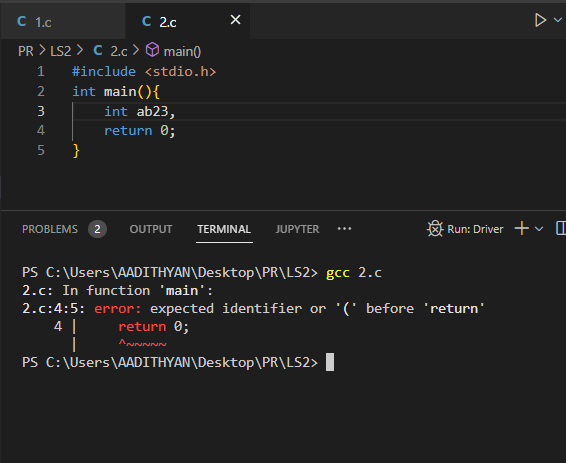 C 1.c C 2.c ×
PR > LS2 > C 2.c > main()
1 #include <stdio.h>
2 int main(){
3 int ab23,
4 return 0;
5 }
PROBLEMS 2 OUTPUT TERMINAL JUPYTER ... Run: Driver + 
PS C:\Users\AADITHYAN\Desktop\PR\LS2> gcc 2.c
2.c: In function 'main':
2.c:4:5: error: expected identifier or '(' before 'return'
4 | return 0;
| ^~~~~~
PS C:\Users\AADITHYAN\Desktop\PR\LS2>